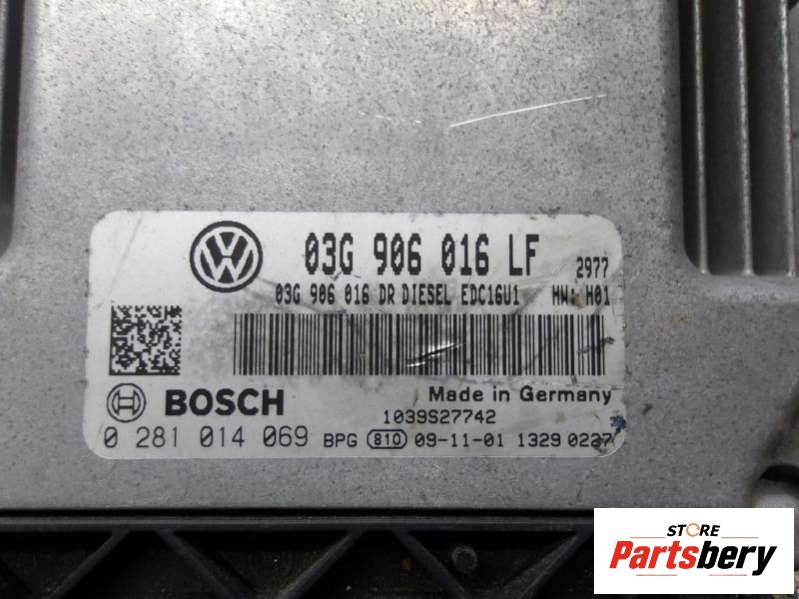 03G 906 016 LF 2977
03G 906 016 DR DIESEL EDC16U1 HW: H01
BOSCH Made in Germany
1039S27742
0 281 014 069 BPG 810 09-11-01 1329 0227
STORE
Partsbery